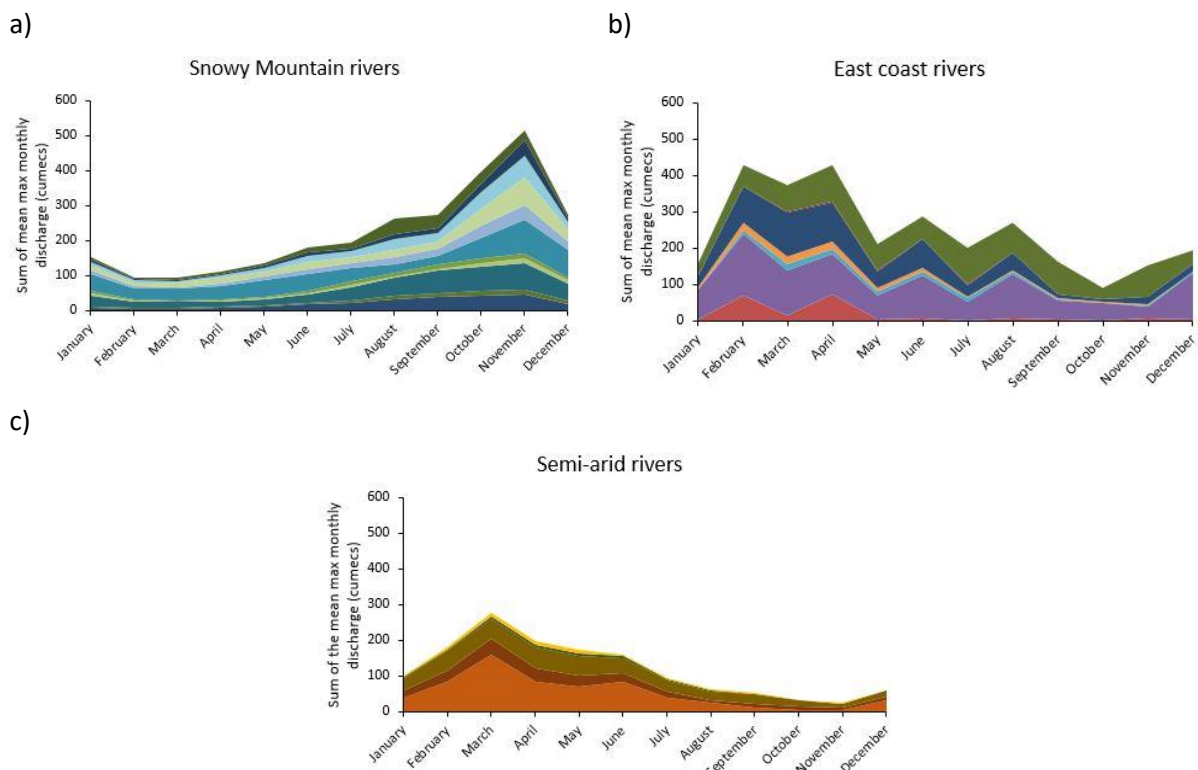 a)
Snowy Mountain rivers
Sum of mean max monthly
discharge (cumecs)
600
500
400
300
200
100
0
January
February
March
April
May
June
July
August
September
October
November
December
b)
East coast rivers
Sum of mean max monthly
discharge (cumecs)
600
500
400
300
200
100
0
January
February
March
April
May
June
July
August
September
October
November
December
c)
Semi-arid rivers
Sum of the mean max monthly
discharge (cumecs)
600
500
400
300
200
100
0
January
February
March
April
May
June
July
August
September
October
November
December